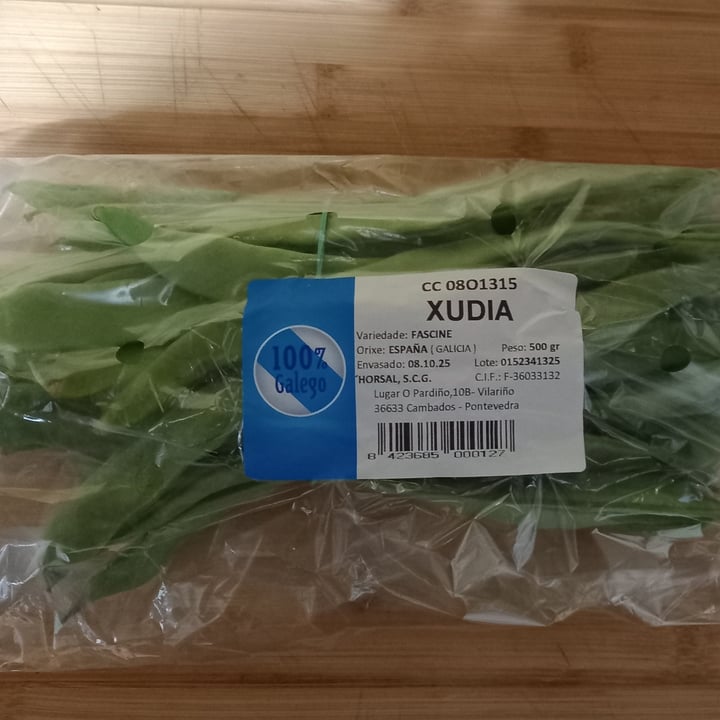 CC 08O1315
XUDIA
Variedade: FASCINE
Orixe: ESPAÑA ( GALICIA ) Peso: 500 gr
Envasado: 08.10.25 Lote: 0152341325
HORSAL, S.C.G. C.I.F.: F-36033132
Lugar O Pardiño,10B- Vilariño
36633 Cambados - Pontevedra
8 423685 000127
100%
Galego